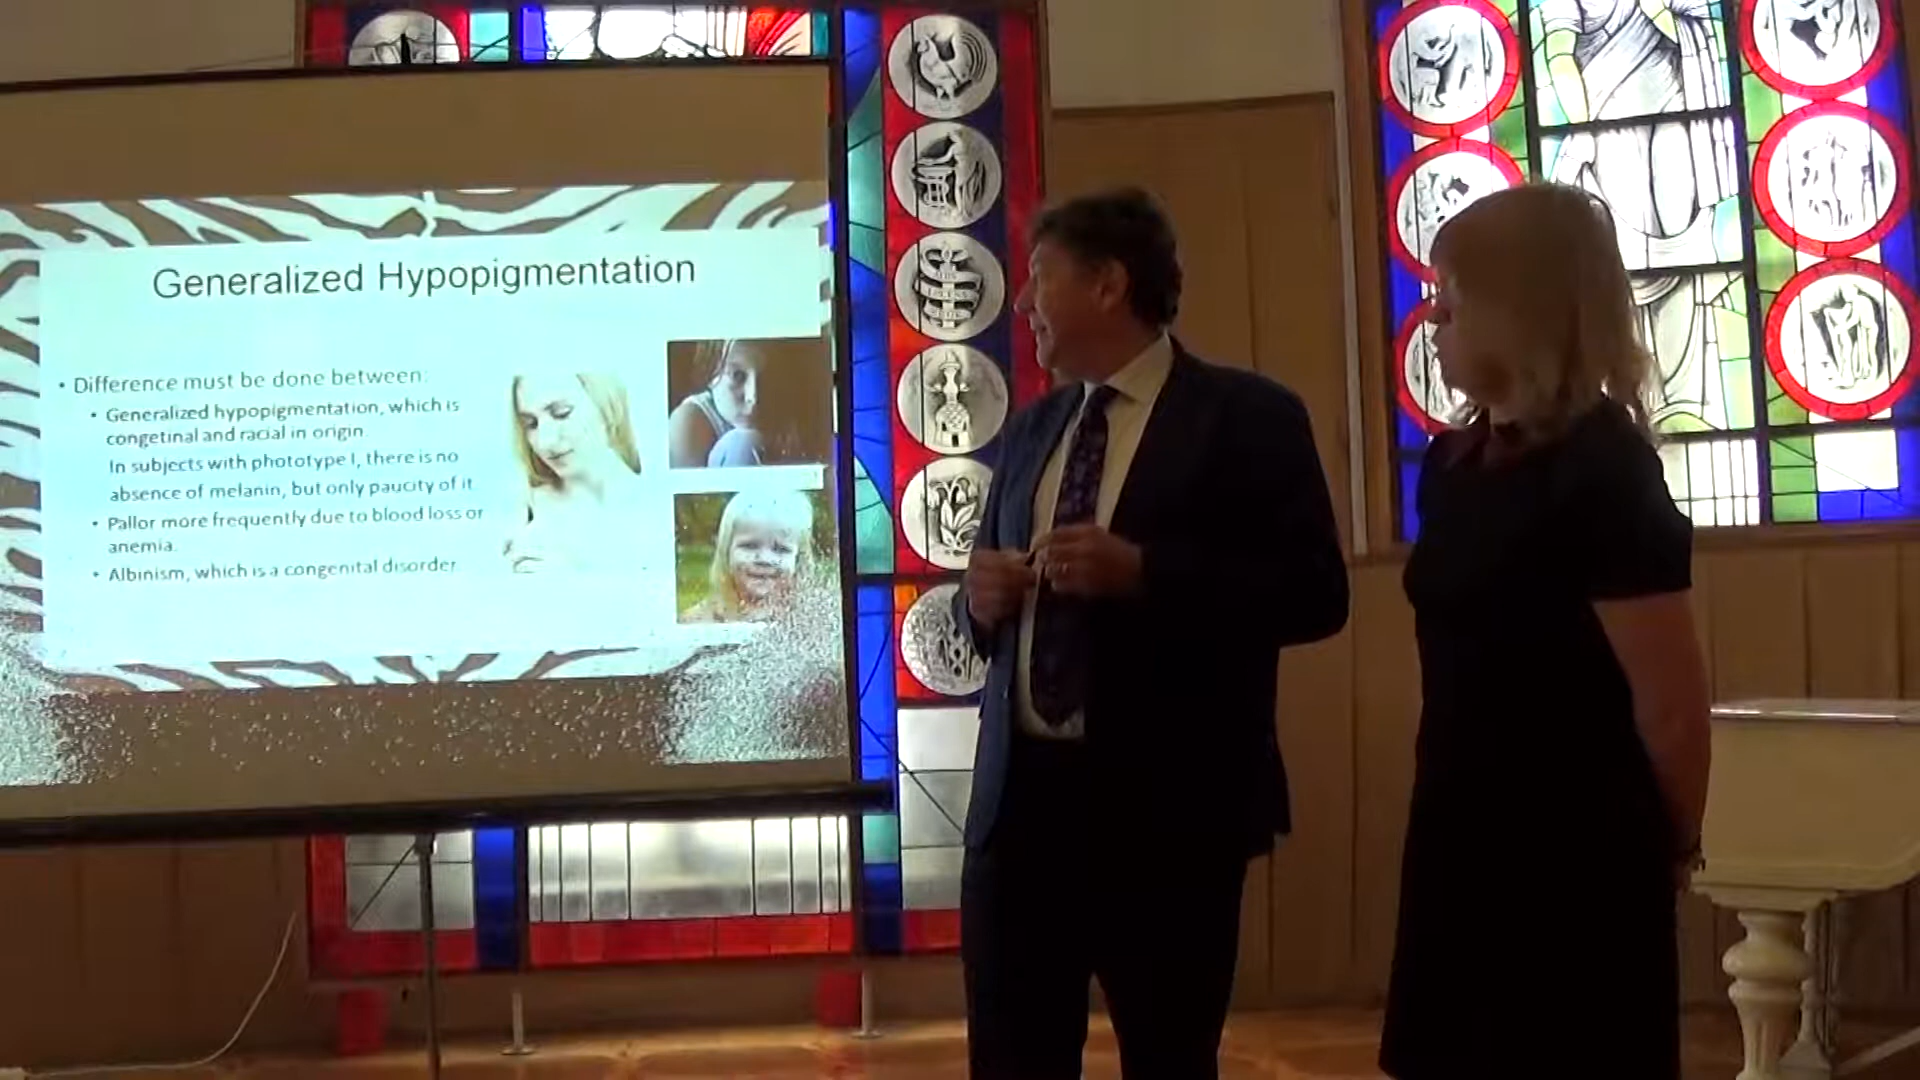 Generalized Hypopigmentation
• Difference must be done between:
• Generalized hypopigmentation, which is
congetinal and racial in origin.
In subjects with phototype I, there is no
absence of melanin, but only paucity of it
• Pallor more frequently due to blood loss or
anemia.
• Albinism, which is a congenital disorder